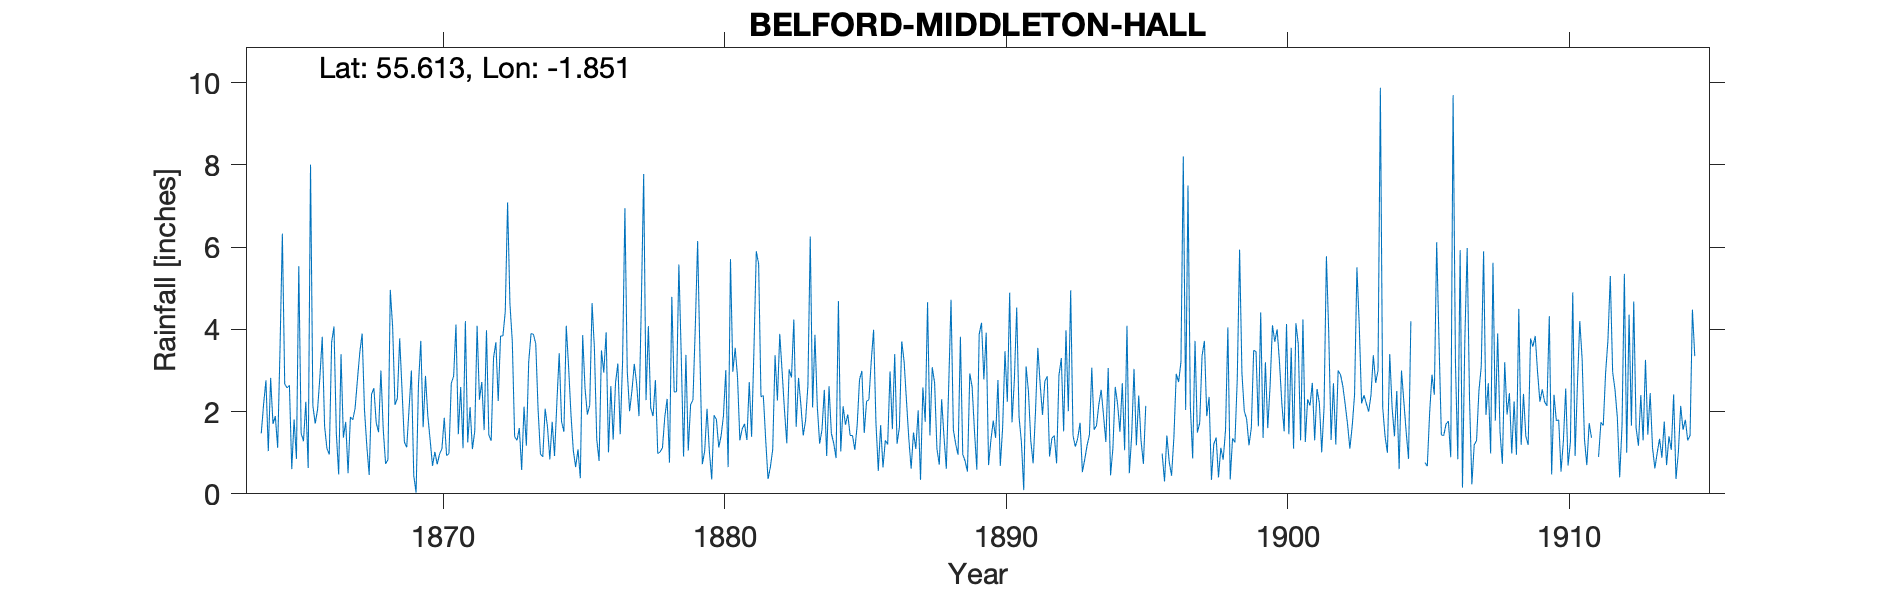 BELFORD-MIDDLETON-HALL
Lat: 55.613, Lon: -1.851
10
8
6
4
2
0
Rainfall [inches]
1870 1880 1890 1900 1910
Year